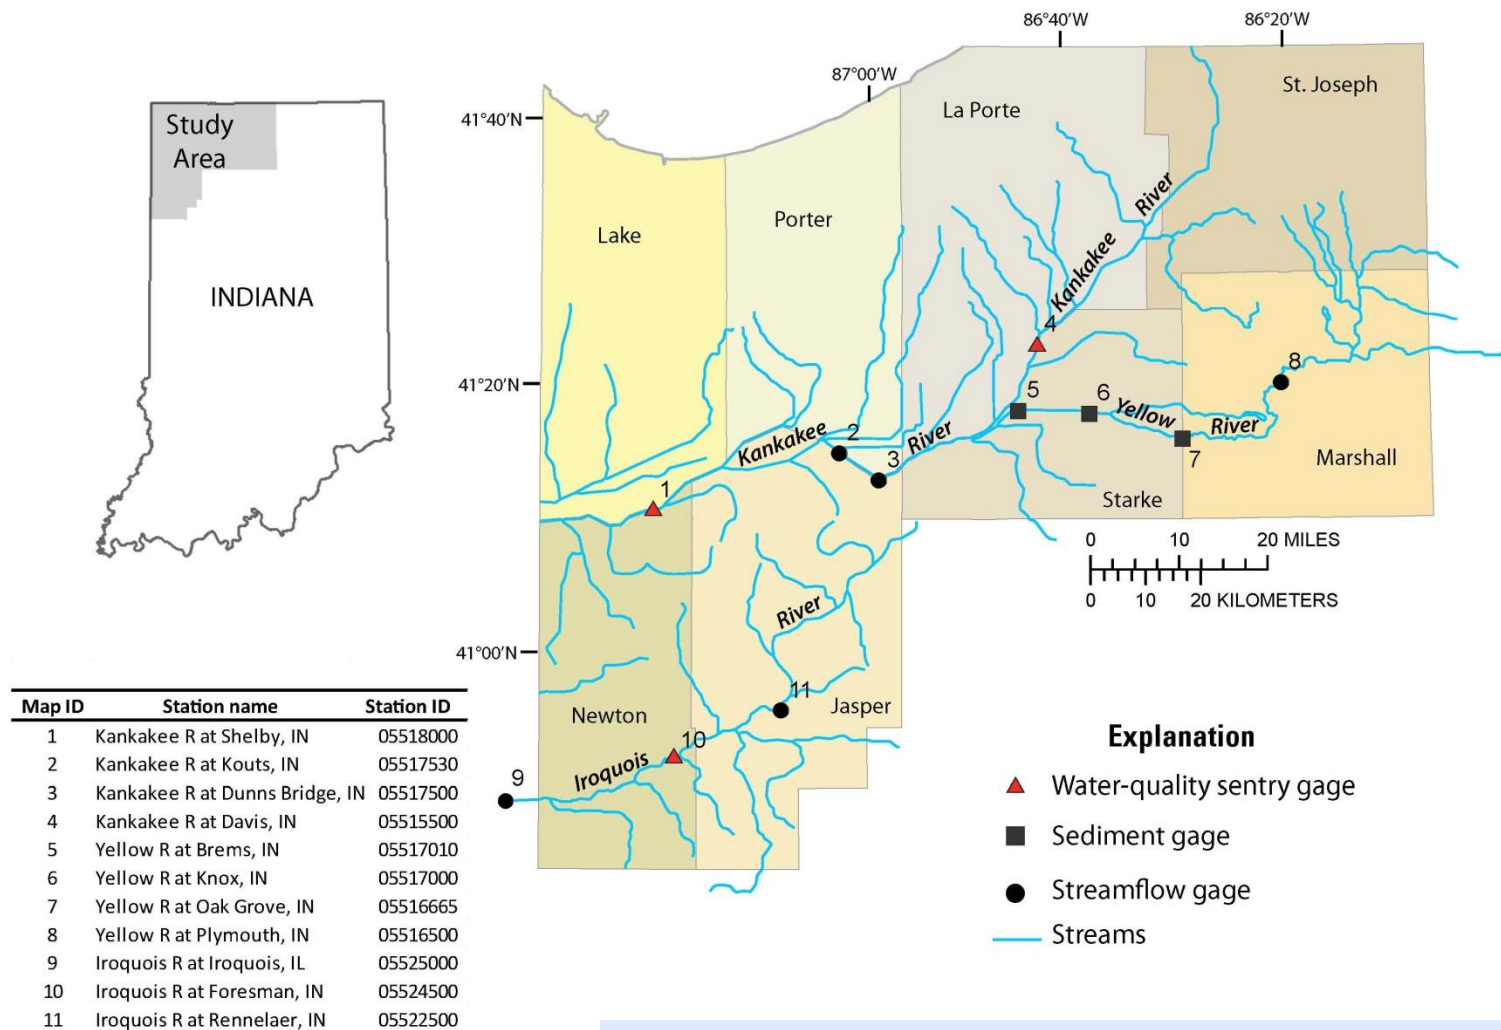 86°40'W
86°20'W
87°00'W
41°40'N
41°20'N
41°00'N
Study
Area
INDIANA
La Porte
St. Joseph
Lake
Porter
Kankakee
River
4
5
6
7
8
Yellow
River
Marshall
Starke
Kankakee
River
1
2
3
River
Newton
Jasper
Iroquois
9
10
11
0 10 20 MILES
0 10 20 KILOMETERS
Map ID Station name Station ID
1 Kankakee R at Shelby, IN 05518000
2 Kankakee R at Kouts, IN 05517530
3 Kankakee R at Dunns Bridge, IN 05517500
4 Kankakee R at Davis, IN 05515500
5 Yellow R at Brems, IN 05517010
6 Yellow R at Knox, IN 05517000
7 Yellow R at Oak Grove, IN 05516665
8 Yellow R at Plymouth, IN 05516500
9 Iroquois R at Iroquois, IL 05525000
10 Iroquois R at Foresman, IN 05524500
11 Iroquois R at Rennelaer, IN 05522500
Explanation
Water-quality sentry gage
Sediment gage
Streamflow gage
Streams